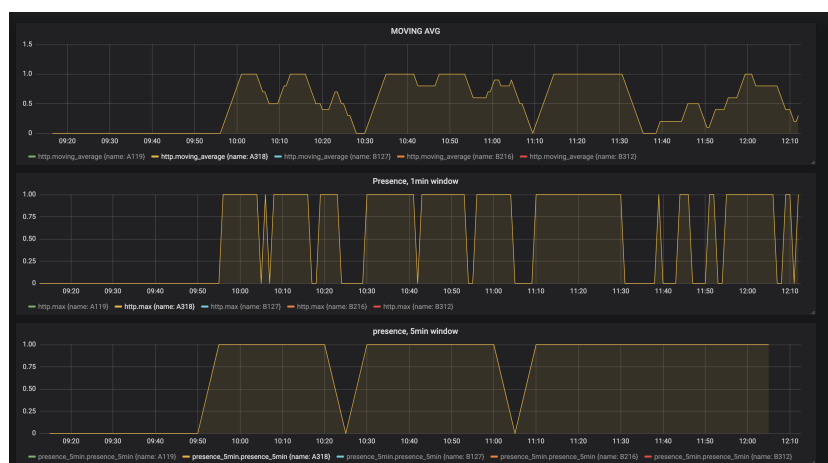 MOVING AVG
1.5
1.0
0.5
0
09:20 09:30 09:40 09:50 10:00 10:10 10:20 10:30 10:40 10:50 11:00 11:10 11:20 11:30 11:40 11:50 12:00 12:10
http.moving_average {name: A119} http.moving_average {name: A318} http.moving_average {name: B127} http.moving_average {name: B216} http.moving_average {name: B312}
Presence, 1min window
1.00
0.75
0.50
0.25
0
09:20 09:30 09:40 09:50 10:00 10:10 10:20 10:30 10:40 10:50 11:00 11:10 11:20 11:30 11:40 11:50 12:00 12:10
http.max {name: A119} http.max {name: A318} http.max {name: B127} http.max {name: B216} http.max {name: B312}
presence, 5min window
1.00
0.75
0.50
0.25
0
09:20 09:30 09:40 09:50 10:00 10:10 10:20 10:30 10:40 10:50 11:00 11:10 11:20 11:30 11:40 11:50 12:00 12:10
presence_5min.presence_5min {name: A119} presence_5min.presence_5min {name: A318} presence_5min.presence_5min {name: B127} presence_5min.presence_5min {name: B216} presence_5min.presence_5min {name: B312}